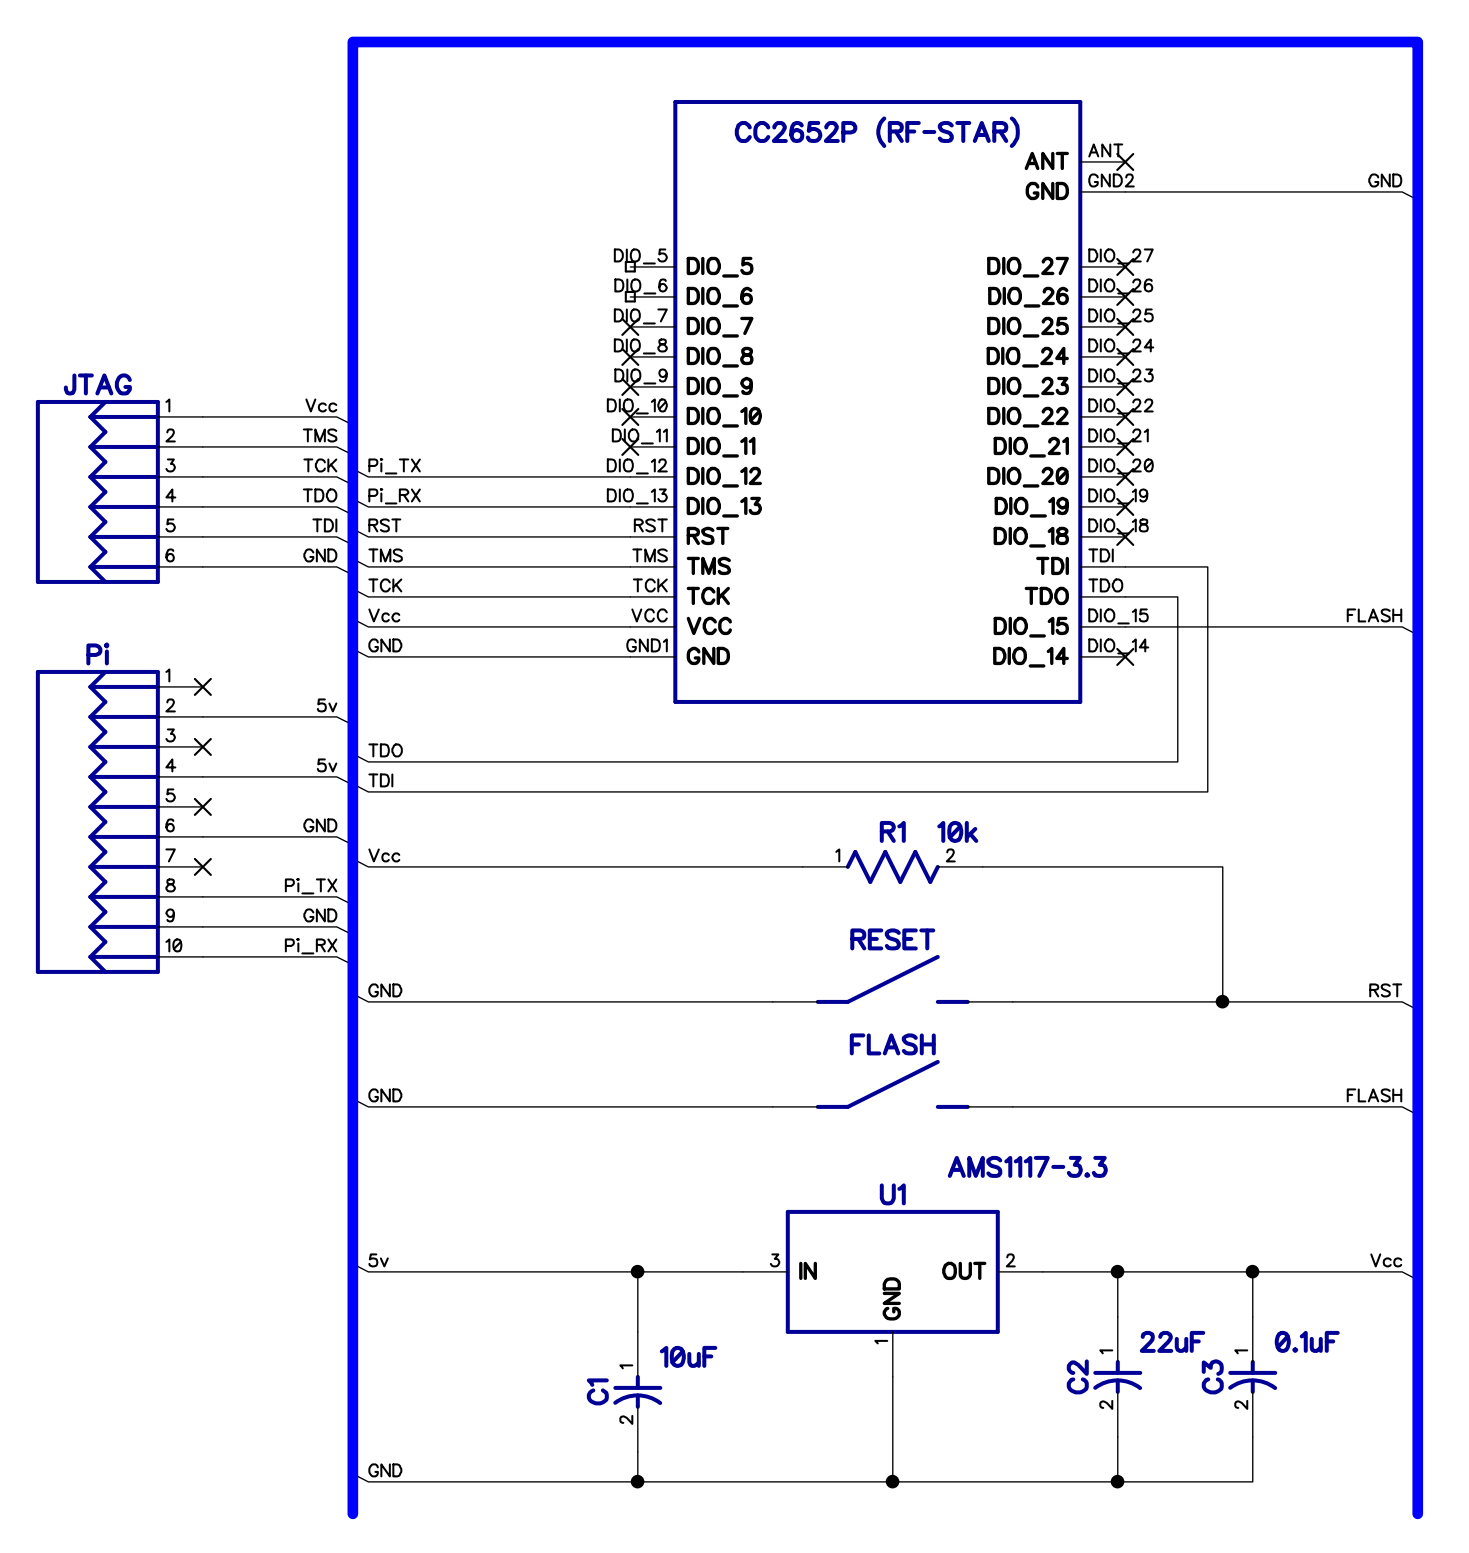 CC2652P (RF-STAR)
ANT ANT
GND GND2 GND
DIO_5 DIO_5 DIO_27 DIO_27
DIO_6 DIO_6 DIO_26 DIO_26
DIO_7 DIO_7 DIO_25 DIO_25
DIO_8 DIO_8 DIO_24 DIO_24
DIO_9 DIO_9 DIO_23 DIO_23
DIO_10 DIO_10 DIO_22 DIO_22
DIO_11 DIO_11 DIO_21 DIO_21
Pi_TX DIO_12 DIO_12 DIO_20 DIO_20
Pi_RX DIO_13 DIO_13 DIO_19 DIO_19
RST RST RST DIO_18 DIO_18
TMS TMS TMS TDI TDI
TCK TCK TCK TDO TDO
Vcc VCC VCC DIO_15 DIO_15 FLASH
GND GND1 GND DIO_14 DIO_14
JTAG
1 Vcc
2 TMS
3 TCK
4 TDO
5 TDI
6 GND
Pi
1
2 5v
3
4 5v
5
6 GND
7
8 Pi_TX
9 GND
10 Pi_RX
TDO
TDI
R1 10k
Vcc 1 2
RESET
GND RST
FLASH
GND FLASH
AMS1117-3.3
U1
5v 3 IN OUT 2 Vcc
GND
1
C1 1 10uF 2
C2 1 22uF 2
C3 1 0.1uF 2
GND